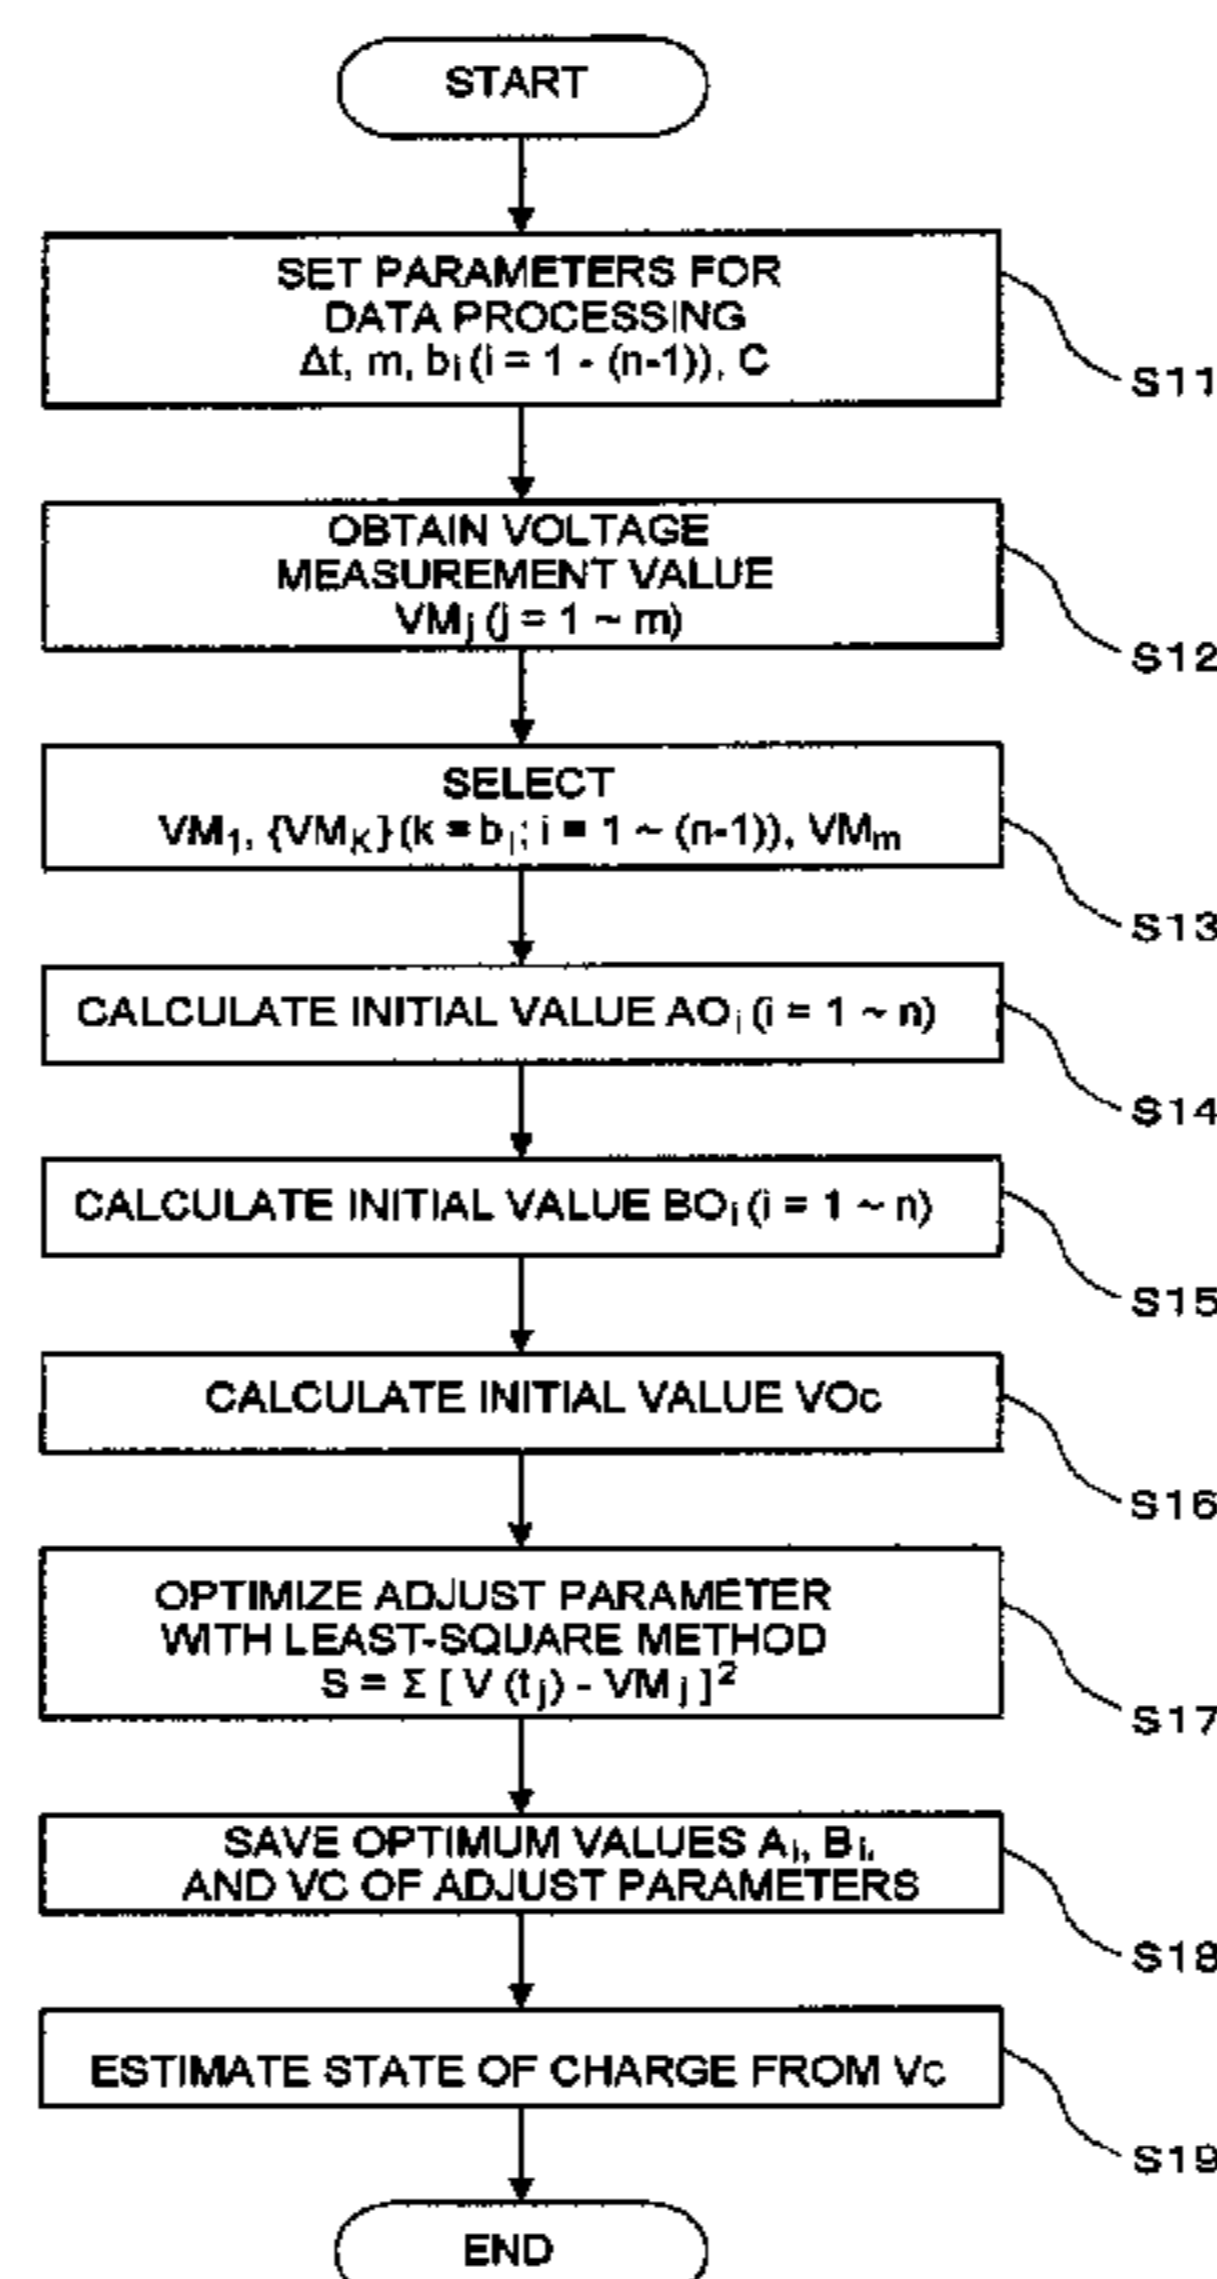 START
SET PARAMETERS FOR
DATA PROCESSING
Δt, m, bᵢ (i = 1 - (n-1)), C
S11
OBTAIN VOLTAGE
MEASUREMENT VALUE
VMⱼ (j = 1 ~ m)
S12
SELECT
VM₁, {VM_K} (k = bᵢ; i = 1 ~ (n-1)), VMₘ
S13
CALCULATE INITIAL VALUE AOᵢ (i = 1 ~ n)
S14
CALCULATE INITIAL VALUE BOᵢ (i = 1 ~ n)
S15
CALCULATE INITIAL VALUE VOc
S16
OPTIMIZE ADJUST PARAMETER
WITH LEAST-SQUARE METHOD
S = Σ [ V (tⱼ) - VMⱼ ]²
S17
SAVE OPTIMUM VALUES Aᵢ, Bᵢ,
AND VC OF ADJUST PARAMETERS
S18
ESTIMATE STATE OF CHARGE FROM Vc
S19
END